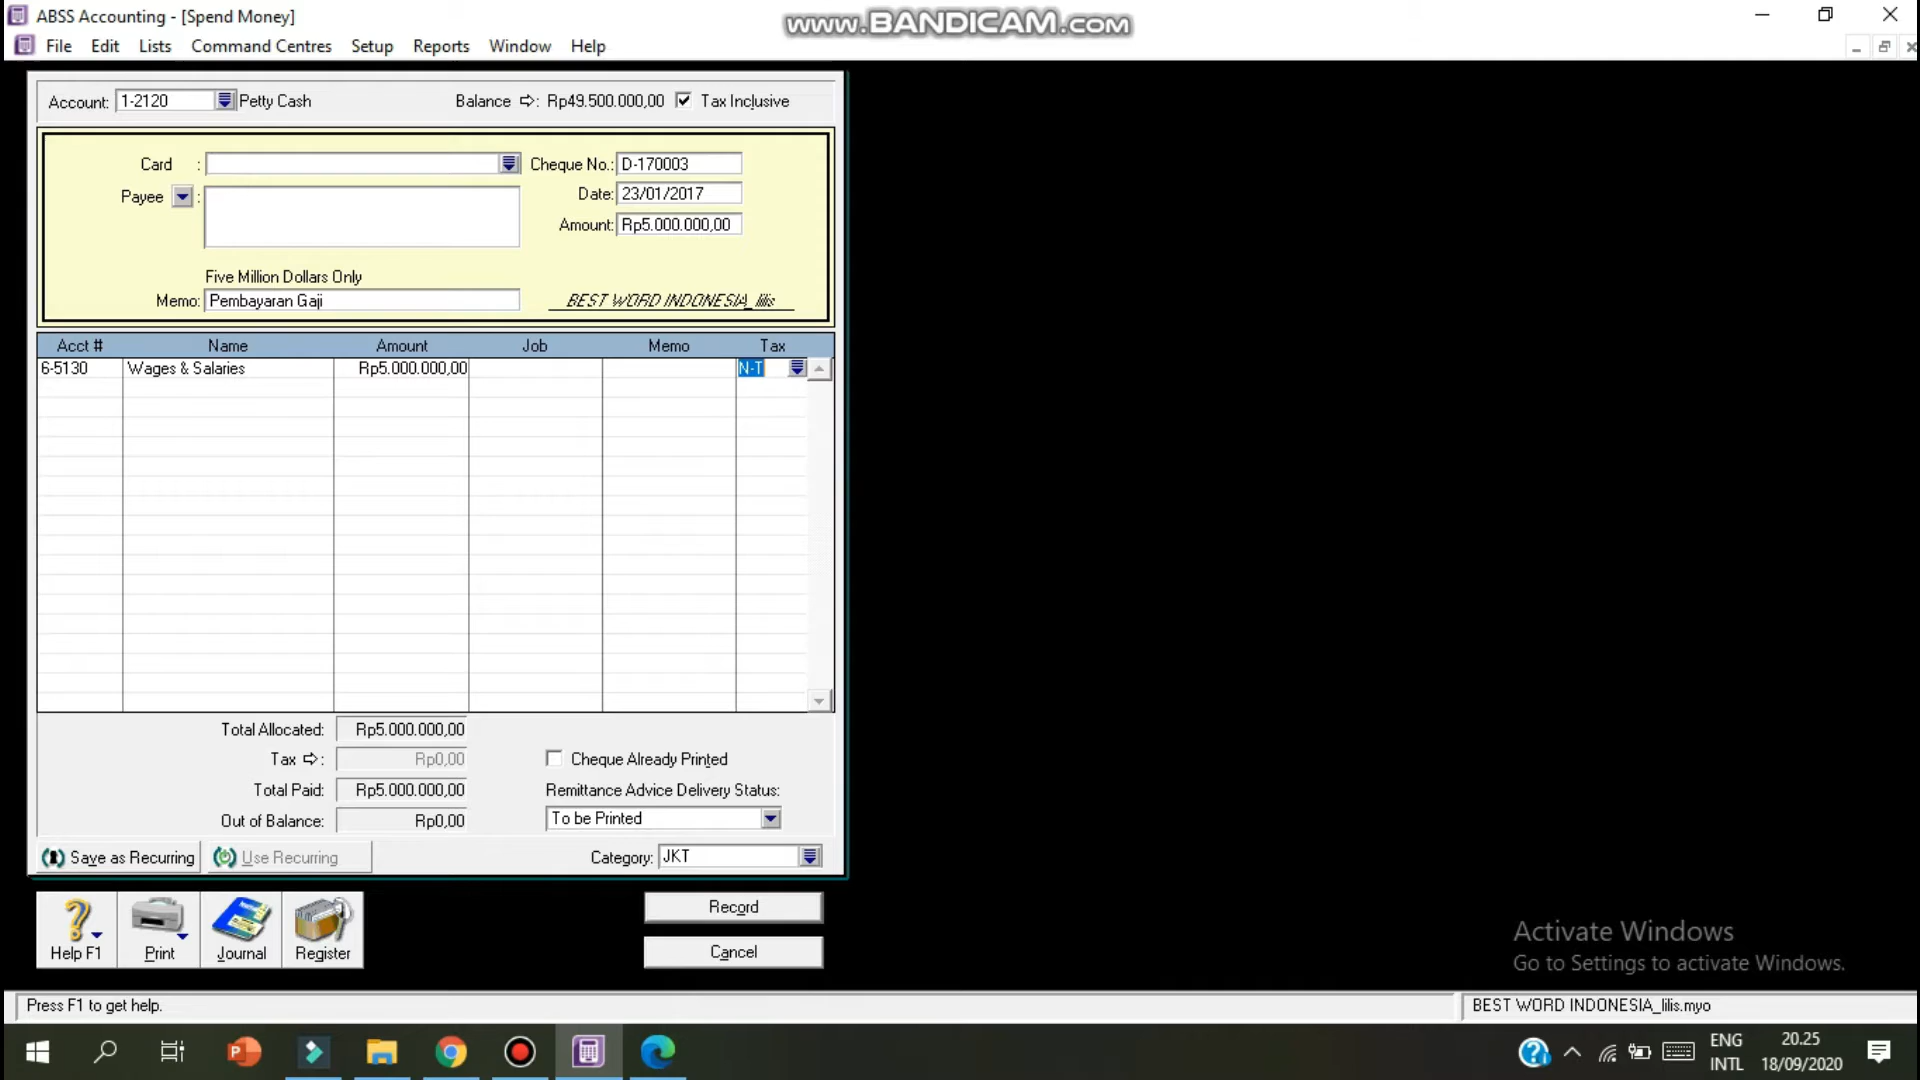 ABSS Accounting - [Spend Money]
www.BANDICAM.com
File Edit Lists Command Centres Setup Reports Window Help
Account: 1-2120 Petty Cash Balance : Rp49.500.000,00 Tax Inclusive
Card : Cheque No.: D-170003
Payee : Date: 23/01/2017
Amount: Rp5.000.000,00
Five Million Dollars Only
Memo: Pembayaran Gaji BEST WORD INDONESIA_lilis
Acct # Name Amount Job Memo Tax
6-5130 Wages & Salaries Rp5.000.000,00 N-T
Total Allocated: Rp5.000.000,00
Tax : Rp0,00 Cheque Already Printed
Total Paid: Rp5.000.000,00 Remittance Advice Delivery Status:
Out of Balance: Rp0,00 To be Printed
Save as Recurring Use Recurring Category: JKT
Record
Help F1 Print Journal Register Cancel
Activate Windows
Go to Settings to activate Windows.
Press F1 to get help. BEST WORD INDONESIA_lilis.myo
ENG 20.25
INTL 18/09/2020